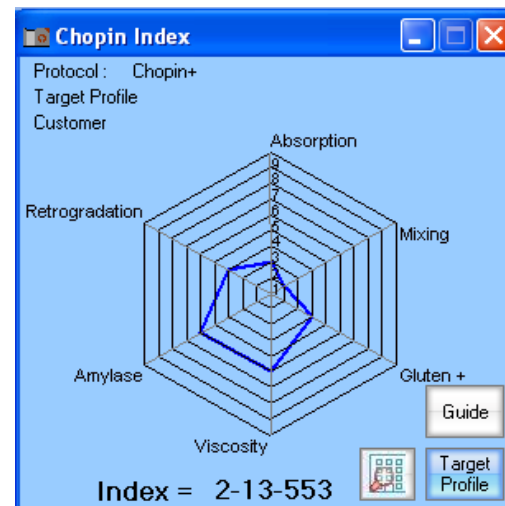 Chopin Index
Protocol : Chopin+
Target Profile
Customer
Absorption
9
8
7
6
5
4
3
2
1
Retrogradation
Mixing
Amylase
Gluten +
Viscosity
Guide
Target
Profile
Index = 2-13-553